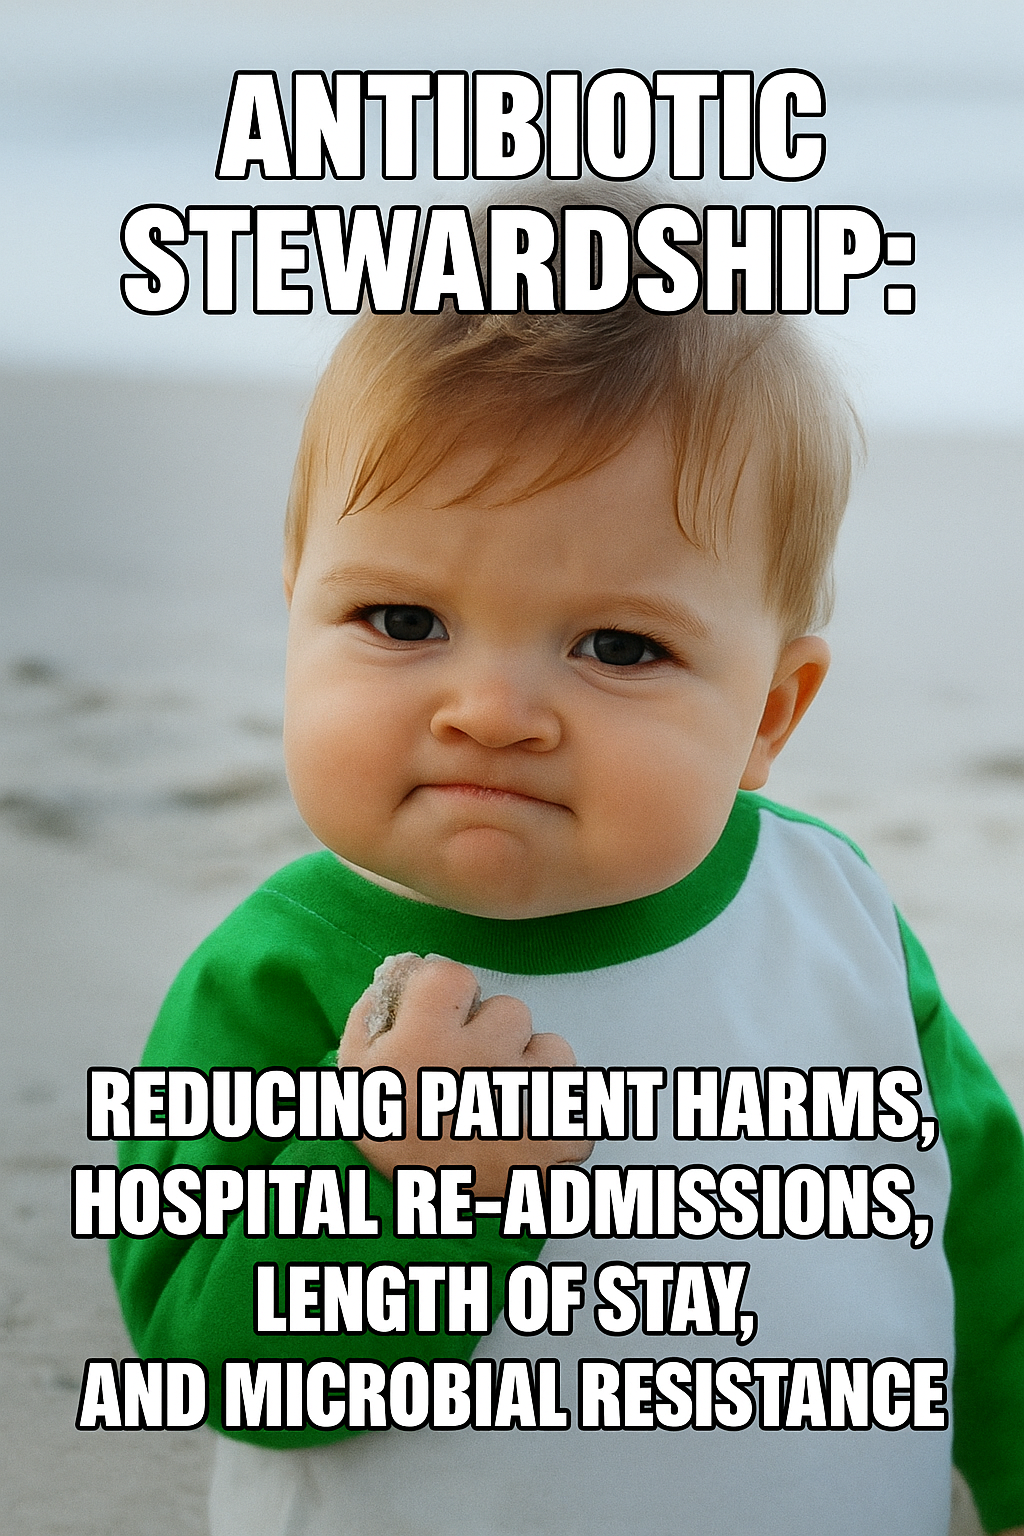 ANTIBIOTIC
STEWARDSHIP:
REDUCING PATIENT HARMS,
HOSPITAL RE-ADMISSIONS,
LENGTH OF STAY,
AND MICROBIAL RESISTANCE